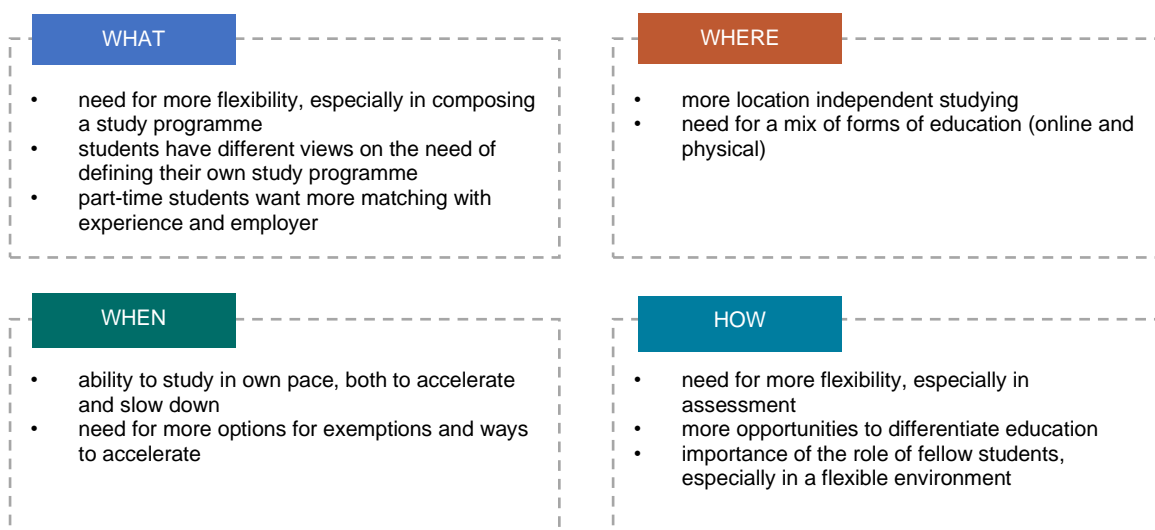 WHAT
• need for more flexibility, especially in composing
a study programme
• students have different views on the need of
defining their own study programme
• part-time students want more matching with
experience and employer
WHERE
• more location independent studying
• need for a mix of forms of education (online and
physical)
WHEN
• ability to study in own pace, both to accelerate
and slow down
• need for more options for exemptions and ways
to accelerate
HOW
• need for more flexibility, especially in
assessment
• more opportunities to differentiate education
• importance of the role of fellow students,
especially in a flexible environment